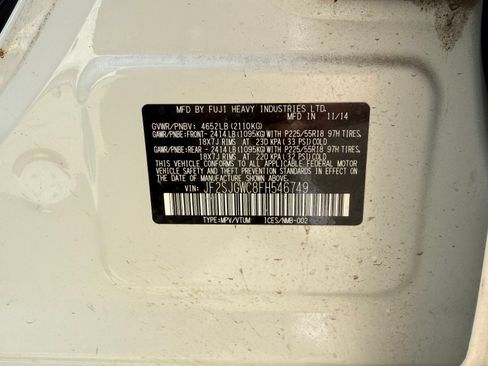 MFD BY FUJI HEAVY INDUSTRIES LTD.
MFD IN 11/14
GVWR/PNBV: 4652LB (2110KG)
GAWR/PNBE:FRONT-2414LB(1095KG) WITH P225/55R18 97H TIRES,
18X7J RIMS AT 230 KPA (33 PSI) COLD
GAWR/PNBE:REAR -2414LB(1095KG) WITH P225/55R18 97H TIRES,
18X7J RIMS AT 220 KPA (32 PSI) COLD
THIS VEHICLE CONFORMS TO ALL APPLICABLE FEDERAL MOTOR
VEHICLE SAFETY AND
THEFT PREVENTION STANDARDS IN EFFECT ON THE DATE OF
MANUFACTURE SHOWN ABOVE.
VIN: JF2SJGWC8FH546749
TYPE:MPV/VTUM ICES/NMB-002